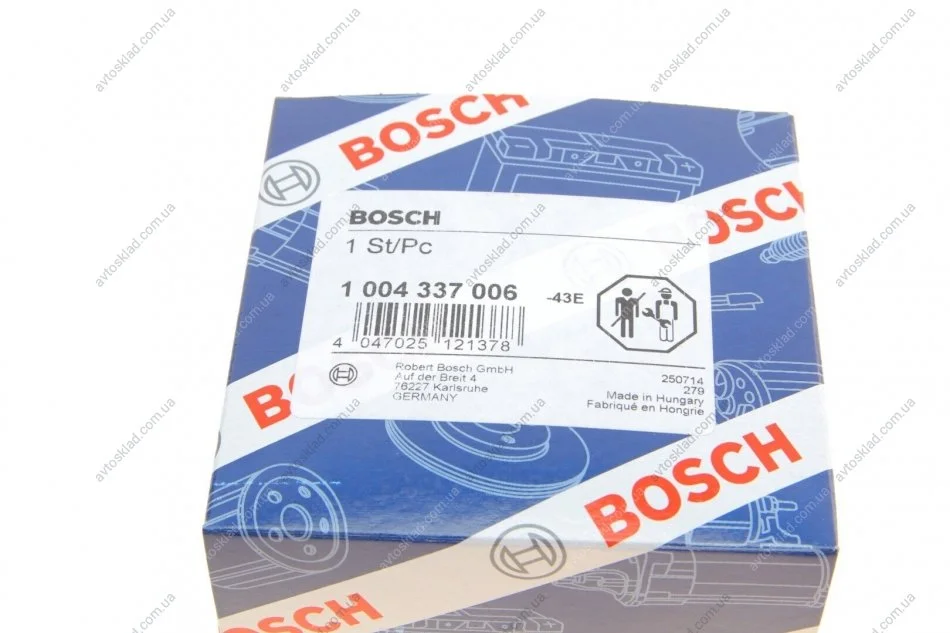 BOSCH
BOSCH
BOSCH
1 St/Pc
1 004 337 006
-43E
4 047025 121378
Robert Bosch GmbH
Auf der Breit 4
76227 Karlsruhe
GERMANY
250714
279
Made in Hungary
Fabriqué en Hongrie
BOSCH
BOSCH
avtosklad.com.ua